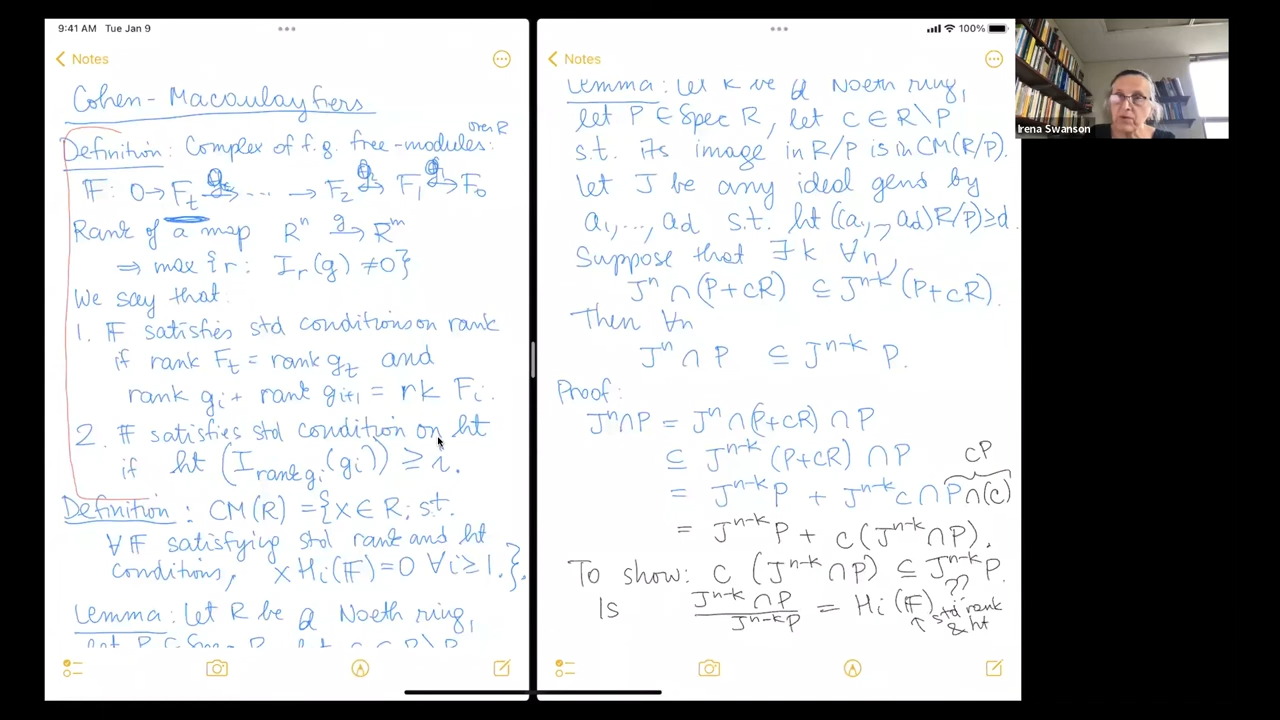 9:41 AM Tue Jan 9
Notes
Cohen-Macaulayfiers
Definition: Complex of f.g. free-modules over R:
𝔽: 0 → F_t → ... → F_2 → F_1 → F_0
Rank of a map R^n →^g R^m
⇒ max {r: I_r(g) ≠ 0}
We say that:
1. 𝔽 satisfies std conditions on rank
if rank F_t = rank g_t and
rank g_i + rank g_{i+1} = rk F_i.
2. 𝔽 satisfies std condition on ht
if ht (I_{rank g_i}(g_i)) ≥ i.
Definition: CM(R) = {x ∈ R; s.t.
∀ 𝔽 satisfying std rank and ht
conditions, x H_i(𝔽) = 0 ∀ i ≥ 1.}.
Lemma: Let R be a Noeth ring,
100%
Notes
Lemma: Let R be a Noeth ring,
let P ∈ Spec R, let c ∈ R \ P
s.t. its image in R/P is in CM(R/P).
Let J be any ideal gens by
a_1, ..., a_d s.t. ht((a_1, .., a_d) R/P) ≥ d.
Suppose that ∃ k ∀ n,
J^n ∩ (P+cR) ⊆ J^{n-k} (P+cR).
Then ∀n
J^n ∩ P ⊆ J^{n-k} P.
Proof:
J^n ∩ P = J^n ∩ (P+cR) ∩ P
⊆ J^{n-k} (P+cR) ∩ P
cP
= J^{n-k} P + J^{n-k} c ∩ P ∩ (c)
= J^{n-k} P + c (J^{n-k} ∩ P).
To show: c (J^{n-k} ∩ P) ⊆ J^{n-k} P.
Is J^{n-k} ∩ P / J^{n-k} P = H_i (𝔽) ??
↑ std rank & ht
Irena Swanson